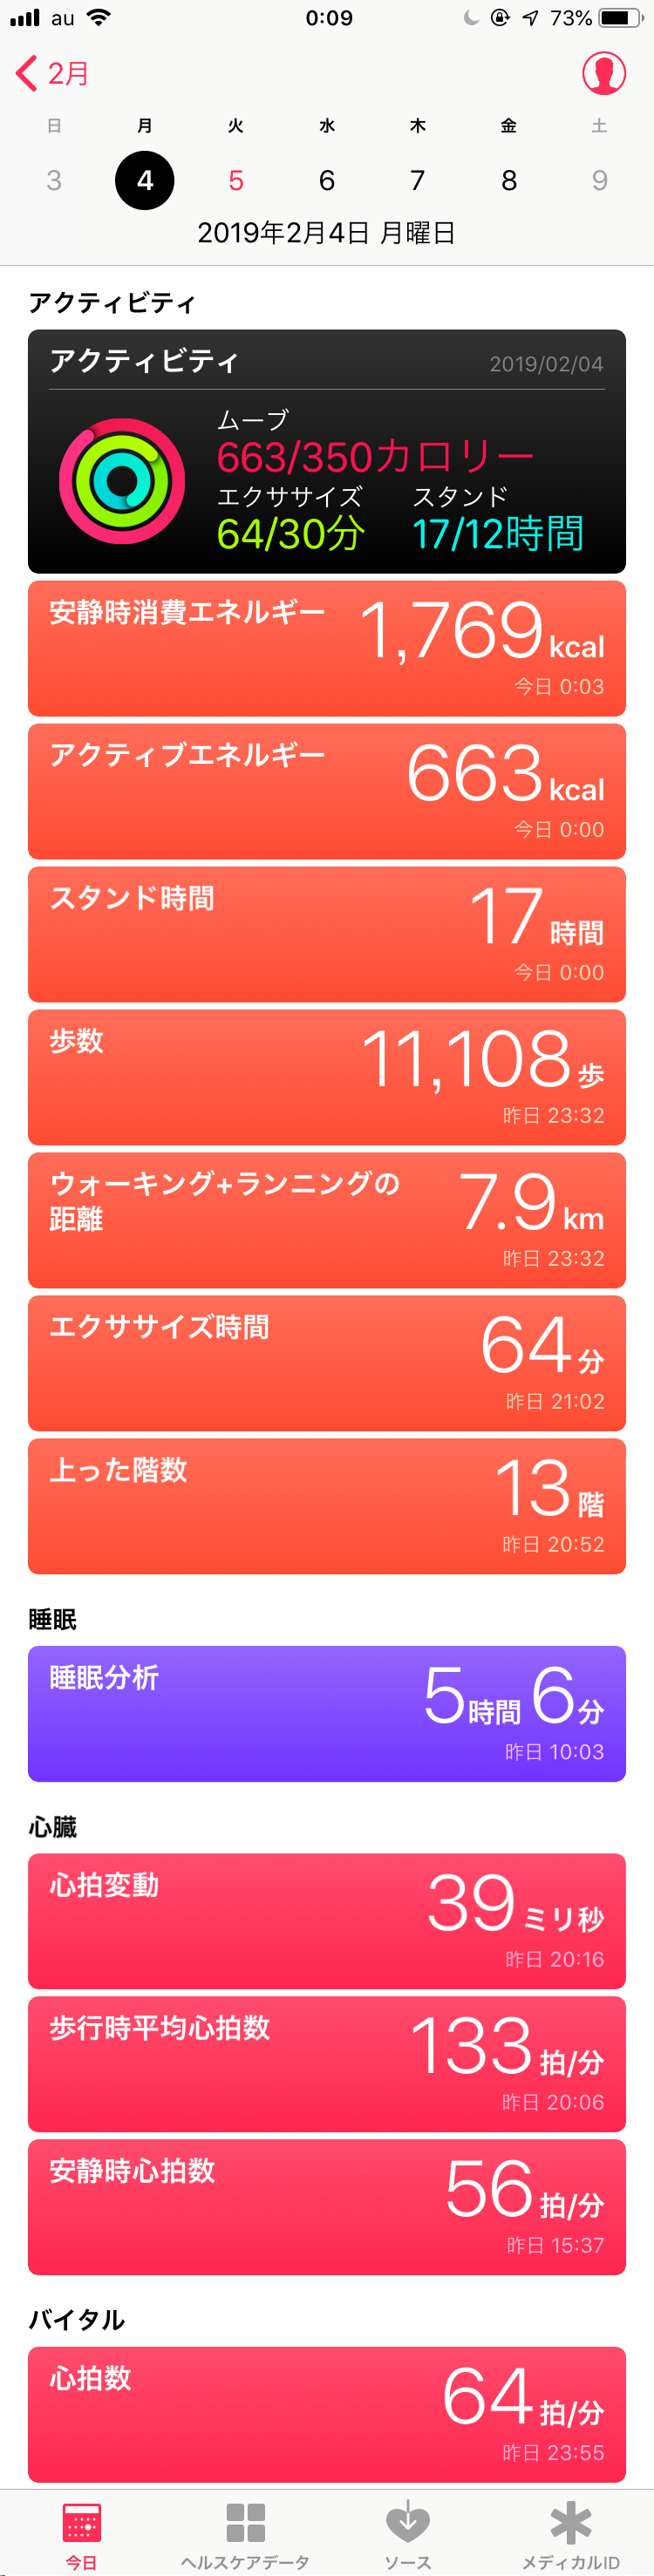 au 0:09 73%
2月
日 月 火 水 木 金 土
3 4 5 6 7 8 9
2019年2月4日 月曜日
アクティビティ
アクティビティ 2019/02/04
ムーブ
663/350カロリー
エクササイズ スタンド
64/30分 17/12時間
安静時消費エネルギー 1,769 kcal
今日 0:03
アクティブエネルギー 663 kcal
今日 0:00
スタンド時間 17 時間
今日 0:00
歩数 11,108 歩
昨日 23:32
ウォーキング+ランニングの
距離 7.9 km
昨日 23:32
エクササイズ時間 64 分
昨日 21:02
上った階数 13 階
昨日 20:52
睡眠
睡眠分析 5時間 6分
昨日 10:03
心臓
心拍変動 39 ミリ秒
昨日 20:16
歩行時平均心拍数 133 拍/分
昨日 20:06
安静時心拍数 56 拍/分
昨日 15:37
バイタル
心拍数 64 拍/分
昨日 23:55
今日 ヘルスケアデータ ソース メディカルID